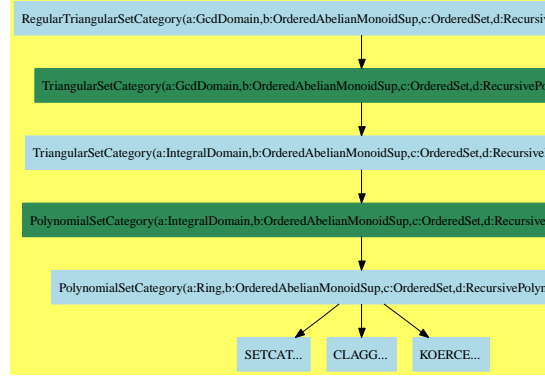 RegularTriangularSetCategory(a:GcdDomain,b:OrderedAbelianMonoidSup,c:OrderedSet,d:Recursiv
TriangularSetCategory(a:GcdDomain,b:OrderedAbelianMonoidSup,c:OrderedSet,d:RecursivePo
TriangularSetCategory(a:IntegralDomain,b:OrderedAbelianMonoidSup,c:OrderedSet,d:Recursive
PolynomialSetCategory(a:IntegralDomain,b:OrderedAbelianMonoidSup,c:OrderedSet,d:Recursive
PolynomialSetCategory(a:Ring,b:OrderedAbelianMonoidSup,c:OrderedSet,d:RecursivePolyn
SETCAT... CLAGG... KOERCE...